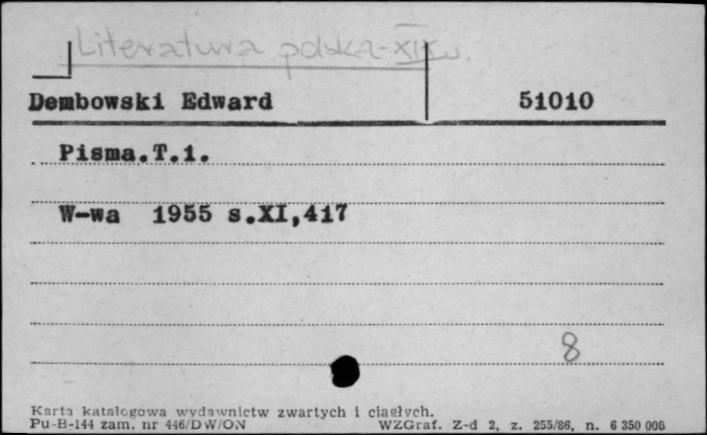 Literatura polska-XIX w.
Dembowski Edward 51010
Pisma.T.1.
W-wa 1955 s.XI,417
8
Karta katalogowa wydawnictw zwartych i ciagłych.
Pu-B-144 zam. nr 446/DW/ON WZGraf. Z-d 2, z. 255/86, n. 6 350 000